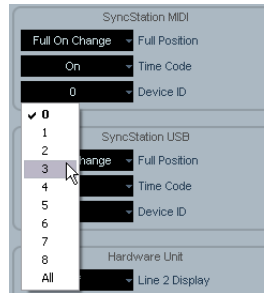 SyncStation MIDI
Full On Change Full Position
On Time Code
0 Device ID
✓ 0
1
2
3
4
5
6
7
8
All
SyncStation USB
hange Full Position
Time Code
Device ID
Hardware Unit
Line 2 Display